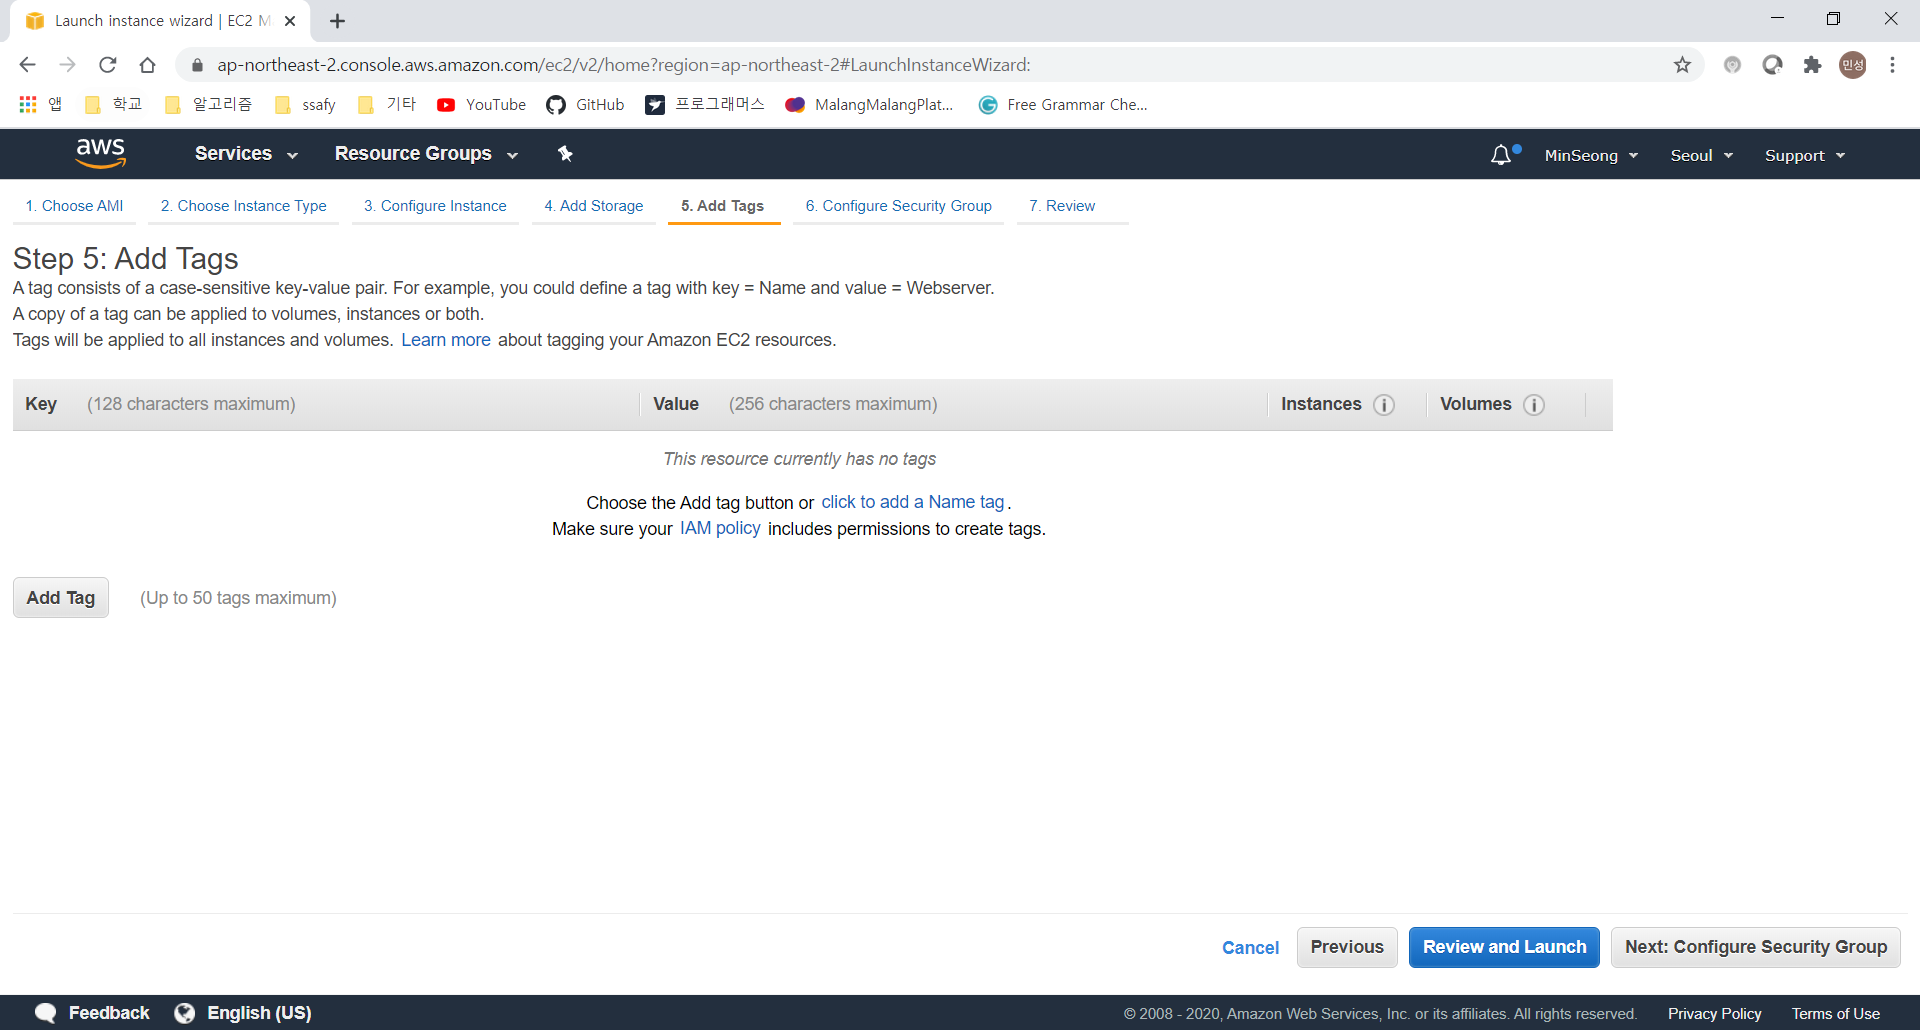 Launch instance wizard | EC2 M
ap-northeast-2.console.aws.amazon.com/ec2/v2/home?region=ap-northeast-2#LaunchInstanceWizard:
민성
앱 학교 알고리즘 ssafy 기타 YouTube GitHub 프로그래머스 MalangMalangPlat... Free Grammar Che...
aws Services Resource Groups MinSeong Seoul Support
1. Choose AMI 2. Choose Instance Type 3. Configure Instance 4. Add Storage 5. Add Tags 6. Configure Security Group 7. Review
Step 5: Add Tags
A tag consists of a case-sensitive key-value pair. For example, you could define a tag with key = Name and value = Webserver.
A copy of a tag can be applied to volumes, instances or both.
Tags will be applied to all instances and volumes. Learn more about tagging your Amazon EC2 resources.
Key (128 characters maximum) Value (256 characters maximum) Instances i Volumes i
This resource currently has no tags
Choose the Add tag button or click to add a Name tag.
Make sure your IAM policy includes permissions to create tags.
Add Tag (Up to 50 tags maximum)
Cancel Previous Review and Launch Next: Configure Security Group
Feedback English (US) © 2008 - 2020, Amazon Web Services, Inc. or its affiliates. All rights reserved. Privacy Policy Terms of Use